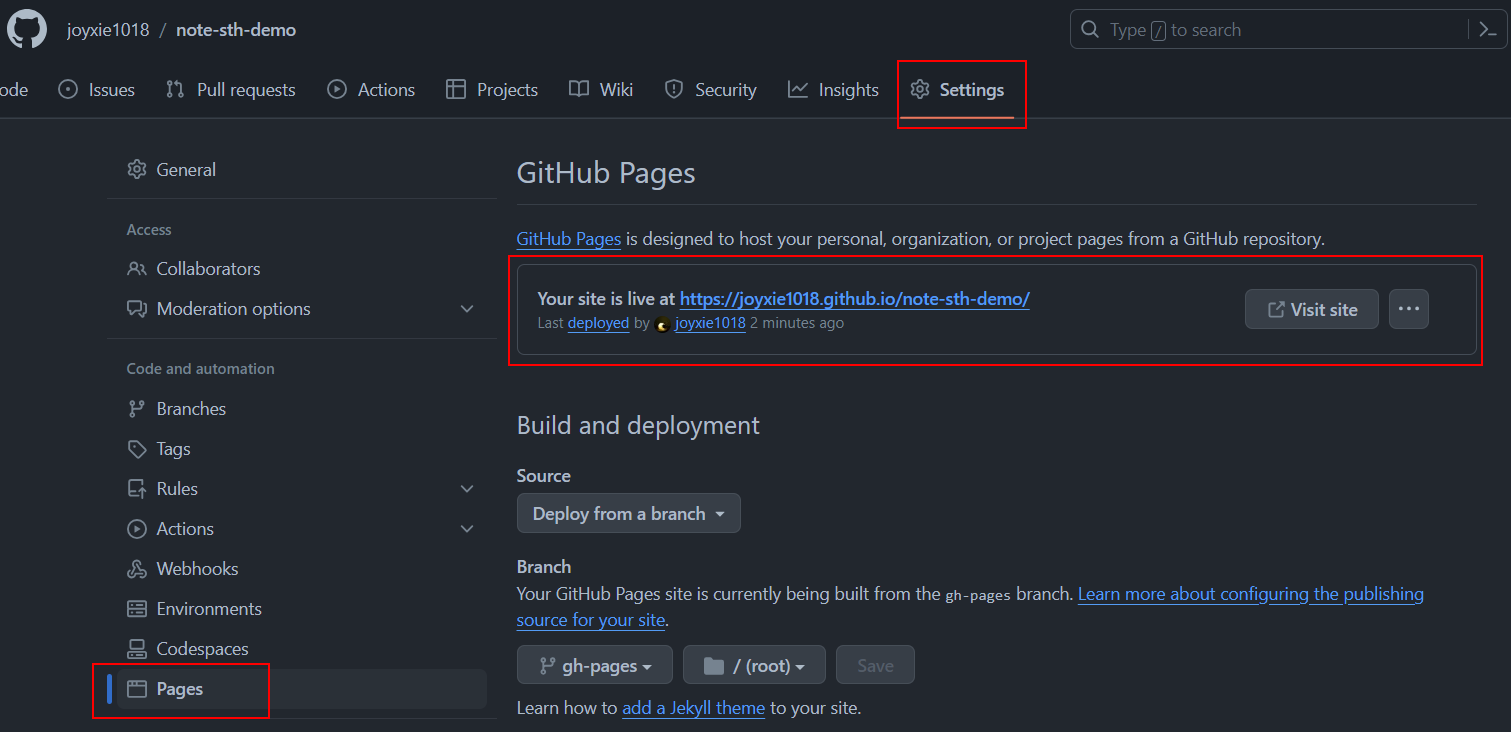 joyxie1018 / note-sth-demo
Type / to search
ode Issues Pull requests Actions Projects Wiki Security Insights Settings
General
Access
Collaborators
Moderation options
Code and automation
Branches
Tags
Rules
Actions
Webhooks
Environments
Codespaces
Pages
GitHub Pages
GitHub Pages is designed to host your personal, organization, or project pages from a GitHub repository.
Your site is live at https://joyxie1018.github.io/note-sth-demo/
Last deployed by joyxie1018 2 minutes ago
Visit site
Build and deployment
Source
Deploy from a branch
Branch
Your GitHub Pages site is currently being built from the gh-pages branch. Learn more about configuring the publishing
source for your site.
gh-pages / (root) Save
Learn how to add a Jekyll theme to your site.